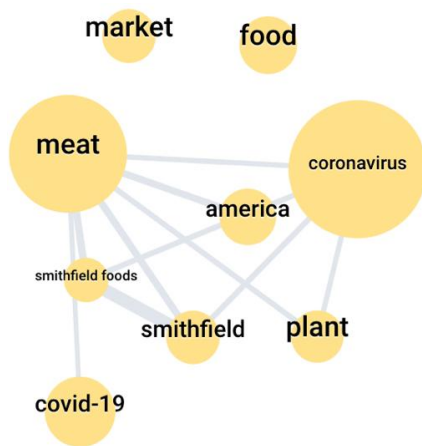 market
food
meat
coronavirus
america
smithfield foods
smithfield
plant
covid-19